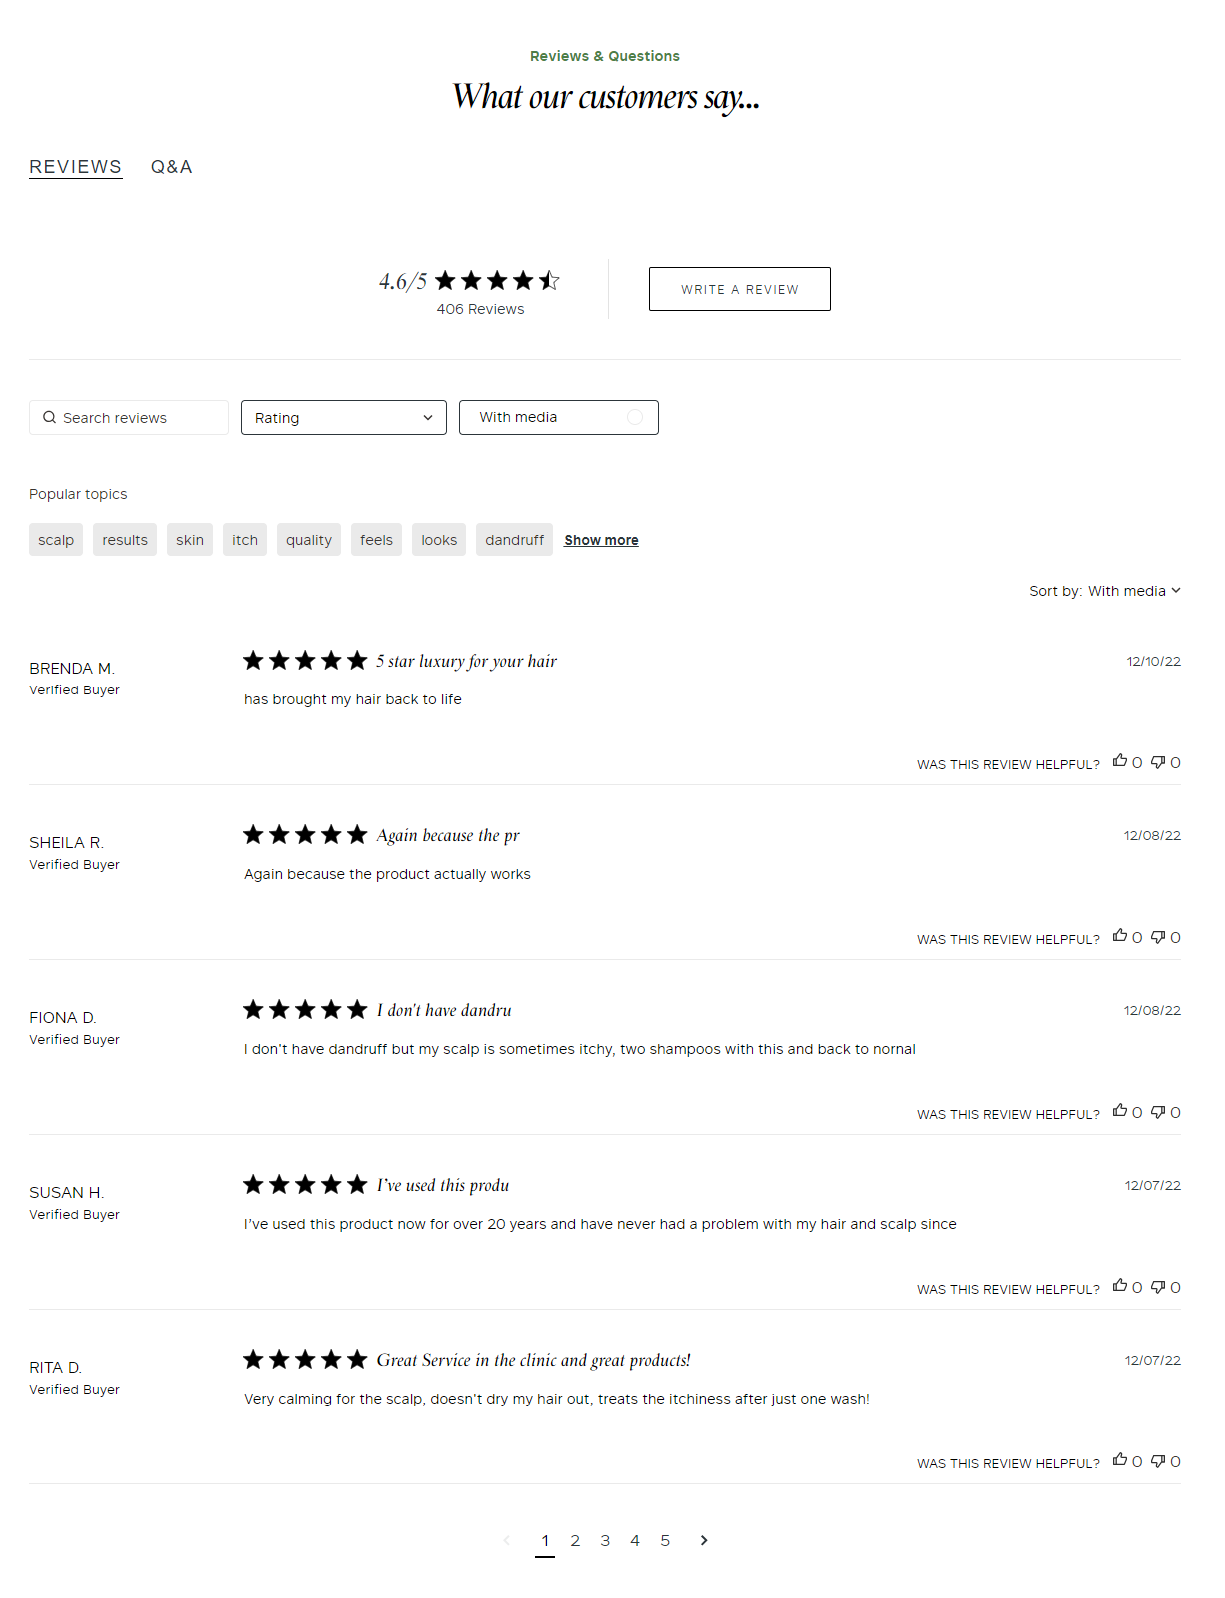 Reviews & Questions
What our customers say...
REVIEWS Q&A
4.6/5
406 Reviews
WRITE A REVIEW
Search reviews
Rating
With media
Popular topics
scalp results skin itch quality feels looks dandruff Show more
Sort by: With media
BRENDA M.
Verified Buyer
5 star luxury for your hair
12/10/22
has brought my hair back to life
WAS THIS REVIEW HELPFUL? 0 0
SHEILA R.
Verified Buyer
Again because the pr
12/08/22
Again because the product actually works
WAS THIS REVIEW HELPFUL? 0 0
FIONA D.
Verified Buyer
I don't have dandru
12/08/22
I don't have dandruff but my scalp is sometimes itchy, two shampoos with this and back to nornal
WAS THIS REVIEW HELPFUL? 0 0
SUSAN H.
Verified Buyer
I've used this produ
12/07/22
I've used this product now for over 20 years and have never had a problem with my hair and scalp since
WAS THIS REVIEW HELPFUL? 0 0
RITA D.
Verified Buyer
Great Service in the clinic and great products!
12/07/22
Very calming for the scalp, doesn't dry my hair out, treats the itchiness after just one wash!
WAS THIS REVIEW HELPFUL? 0 0
1 2 3 4 5